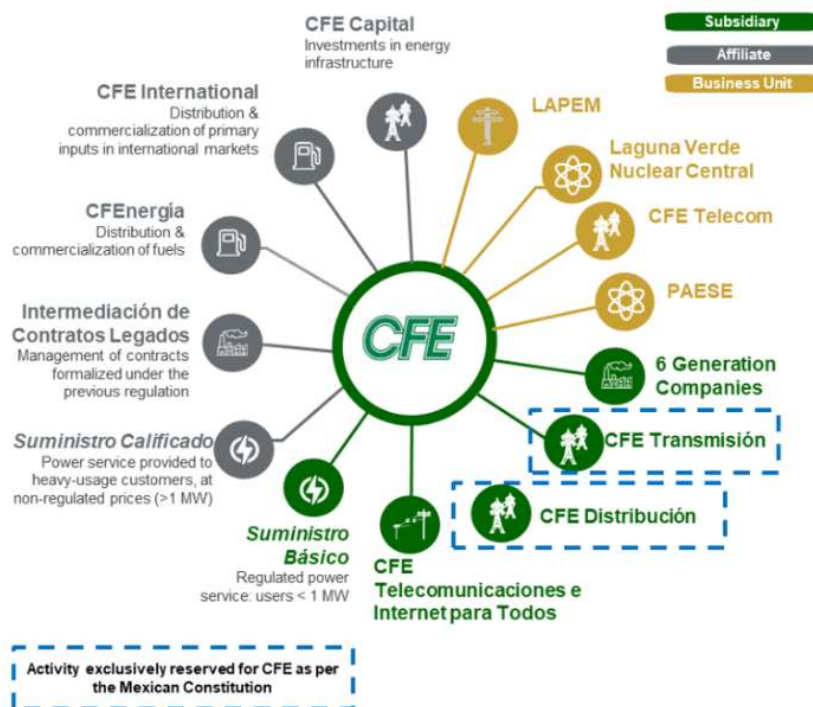 CFE Capital
Investments in energy
infrastructure
Subsidiary
Affiliate
Business Unit
CFE International
Distribution &
commercialization of primary
inputs in international markets
LAPEM
Laguna Verde
Nuclear Central
CFEnergía
Distribution &
commercialization of fuels
CFE Telecom
PAESE
Intermediación de
Contratos Legados
Management of contracts
formalized under the
previous regulation
CFE
6 Generation
Companies
Suministro Calificado
Power service provided to
heavy-usage customers, at
non-regulated prices (>1 MW)
CFE Transmisión
CFE Distribución
Suministro
Básico
Regulated power
service: users < 1 MW
CFE
Telecomunicaciones e
Internet para Todos
Activity exclusively reserved for CFE as per
the Mexican Constitution